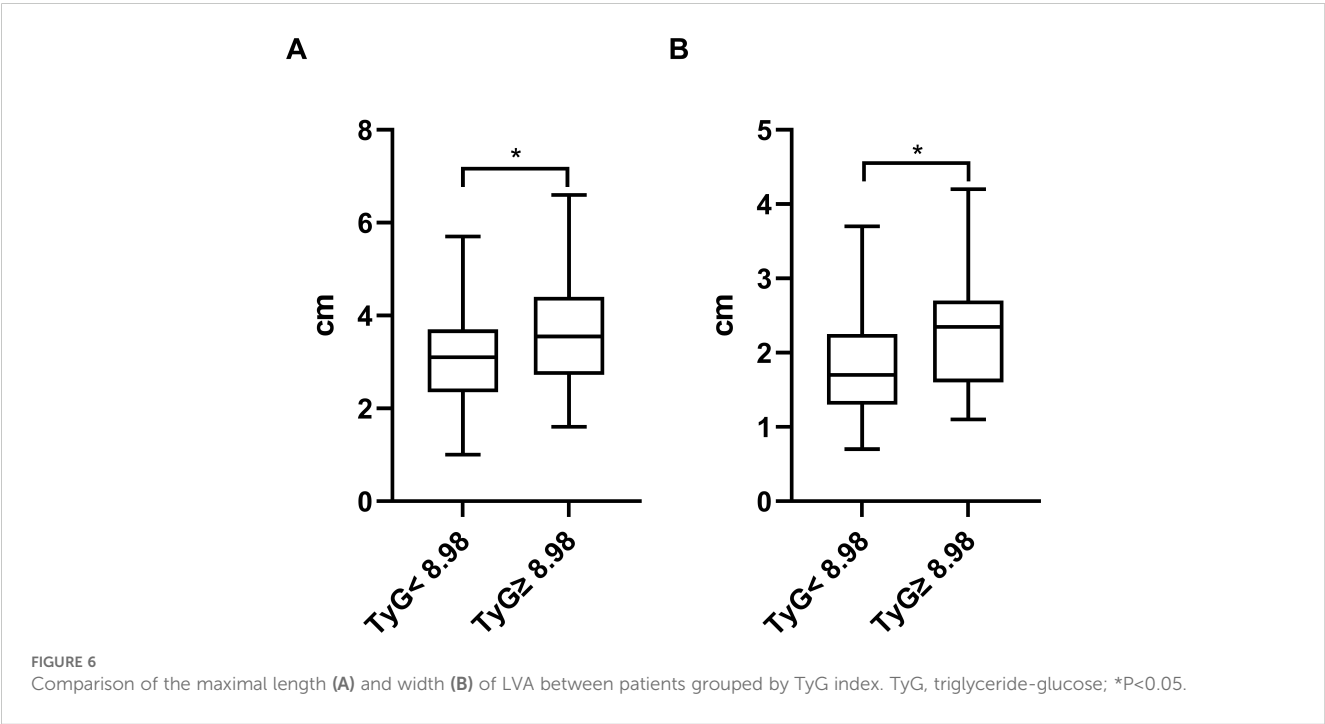 A
B
8
6
4
2
0
cm
*
TyG< 8.98
TyG≥ 8.98
5
4
3
2
1
0
cm
*
TyG< 8.98
TyG≥ 8.98
FIGURE 6
Comparison of the maximal length (A) and width (B) of LVA between patients grouped by TyG index. TyG, triglyceride-glucose; *P<0.05.